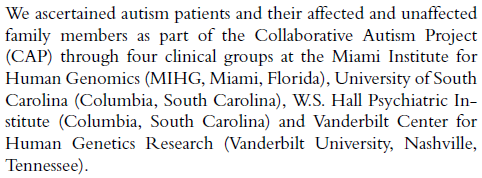 We ascertained autism patients and their affected and unaffected
family members as part of the Collaborative Autism Project
(CAP) through four clinical groups at the Miami Institute for
Human Genomics (MIHG, Miami, Florida), University of South
Carolina (Columbia, South Carolina), W.S. Hall Psychiatric In-
stitute (Columbia, South Carolina) and Vanderbilt Center for
Human Genetics Research (Vanderbilt University, Nashville,
Tennessee).